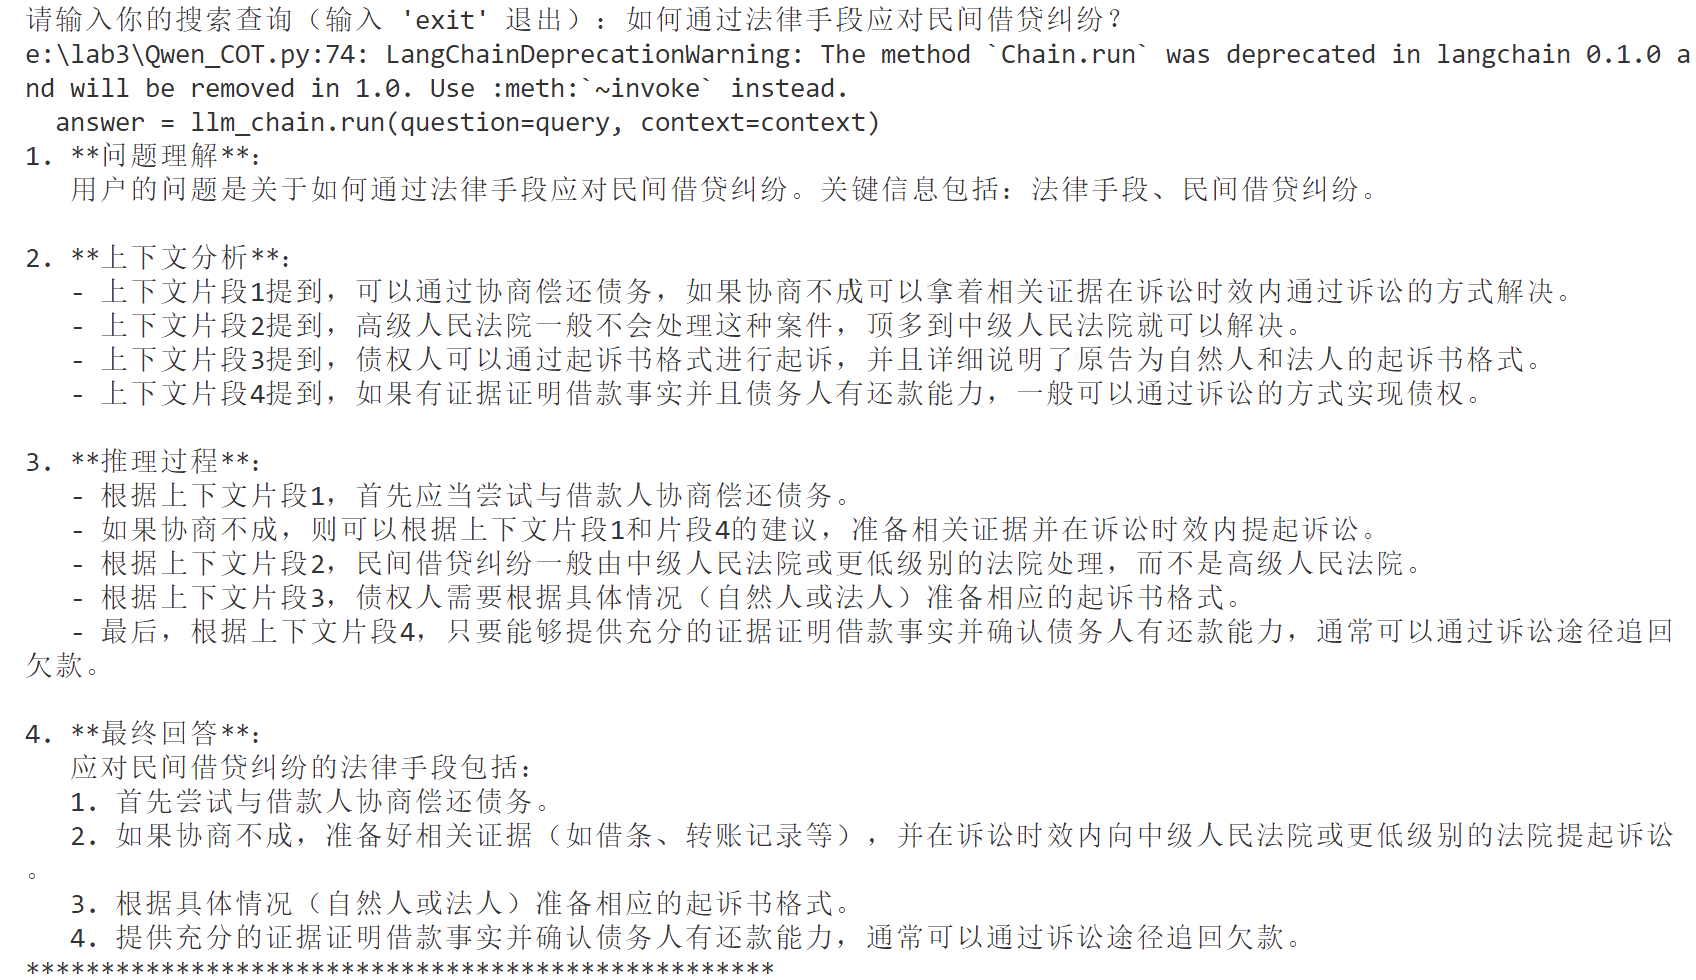 请输入你的搜索查询（输入 'exit' 退出）: 如何通过法律手段应对民间借贷纠纷？
e:\lab3\Qwen_COT.py:74: LangChainDeprecationWarning: The method `Chain.run` was deprecated in langchain 0.1.0 a
nd will be removed in 1.0. Use :meth:`~invoke` instead.
  answer = llm_chain.run(question=query, context=context)
1. **问题理解**:
   用户的问题是关于如何通过法律手段应对民间借贷纠纷。关键信息包括：法律手段、民间借贷纠纷。

2. **上下文分析**:
   - 上下文片段1提到，可以通过协商偿还债务，如果协商不成可以拿着相关证据在诉讼时效内通过诉讼的方式解决。
   - 上下文片段2提到，高级人民法院一般不会处理这种案件，顶多到中级人民法院就可以解决。
   - 上下文片段3提到，债权人可以通过起诉书格式进行起诉，并且详细说明了原告为自然人和法人的起诉书格式。
   - 上下文片段4提到，如果有证据证明借款事实并且债务人有还款能力，一般可以通过诉讼的方式实现债权。

3. **推理过程**:
   - 根据上下文片段1，首先应当尝试与借款人协商偿还债务。
   - 如果协商不成，则可以根据上下文片段1和片段4的建议，准备相关证据并在诉讼时效内提起诉讼。
   - 根据上下文片段2，民间借贷纠纷一般由中级人民法院或更低级别的法院处理，而不是高级人民法院。
   - 根据上下文片段3，债权人需要根据具体情况（自然人或法人）准备相应的起诉书格式。
   - 最后，根据上下文片段4，只要能够提供充分的证据证明借款事实并确认债务人有还款能力，通常可以通过诉讼途径追回
欠款。

4. **最终回答**:
   应对民间借贷纠纷的法律手段包括：
   1. 首先尝试与借款人协商偿还债务。
   2. 如果协商不成，准备好相关证据（如借条、转账记录等），并在诉讼时效内向中级人民法院或更低级别的法院提起诉讼
。
   3. 根据具体情况（自然人或法人）准备相应的起诉书格式。
   4. 提供充分的证据证明借款事实并确认债务人有还款能力，通常可以通过诉讼途径追回欠款。
**************************************************